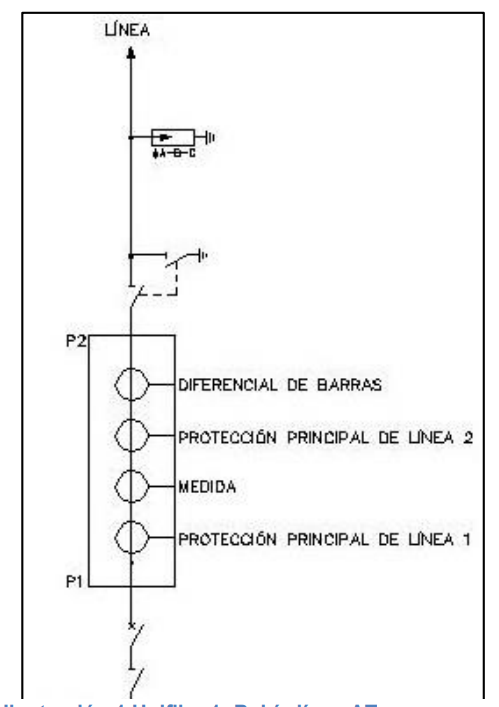 LÍNEA
ϕA-B-C
P2
DIFERENCIAL DE BARRAS
PROTECCIÓN PRINCIPAL DE LÍNEA 2
MEDIDA
PROTECCIÓN PRINCIPAL DE LÍNEA 1
P1